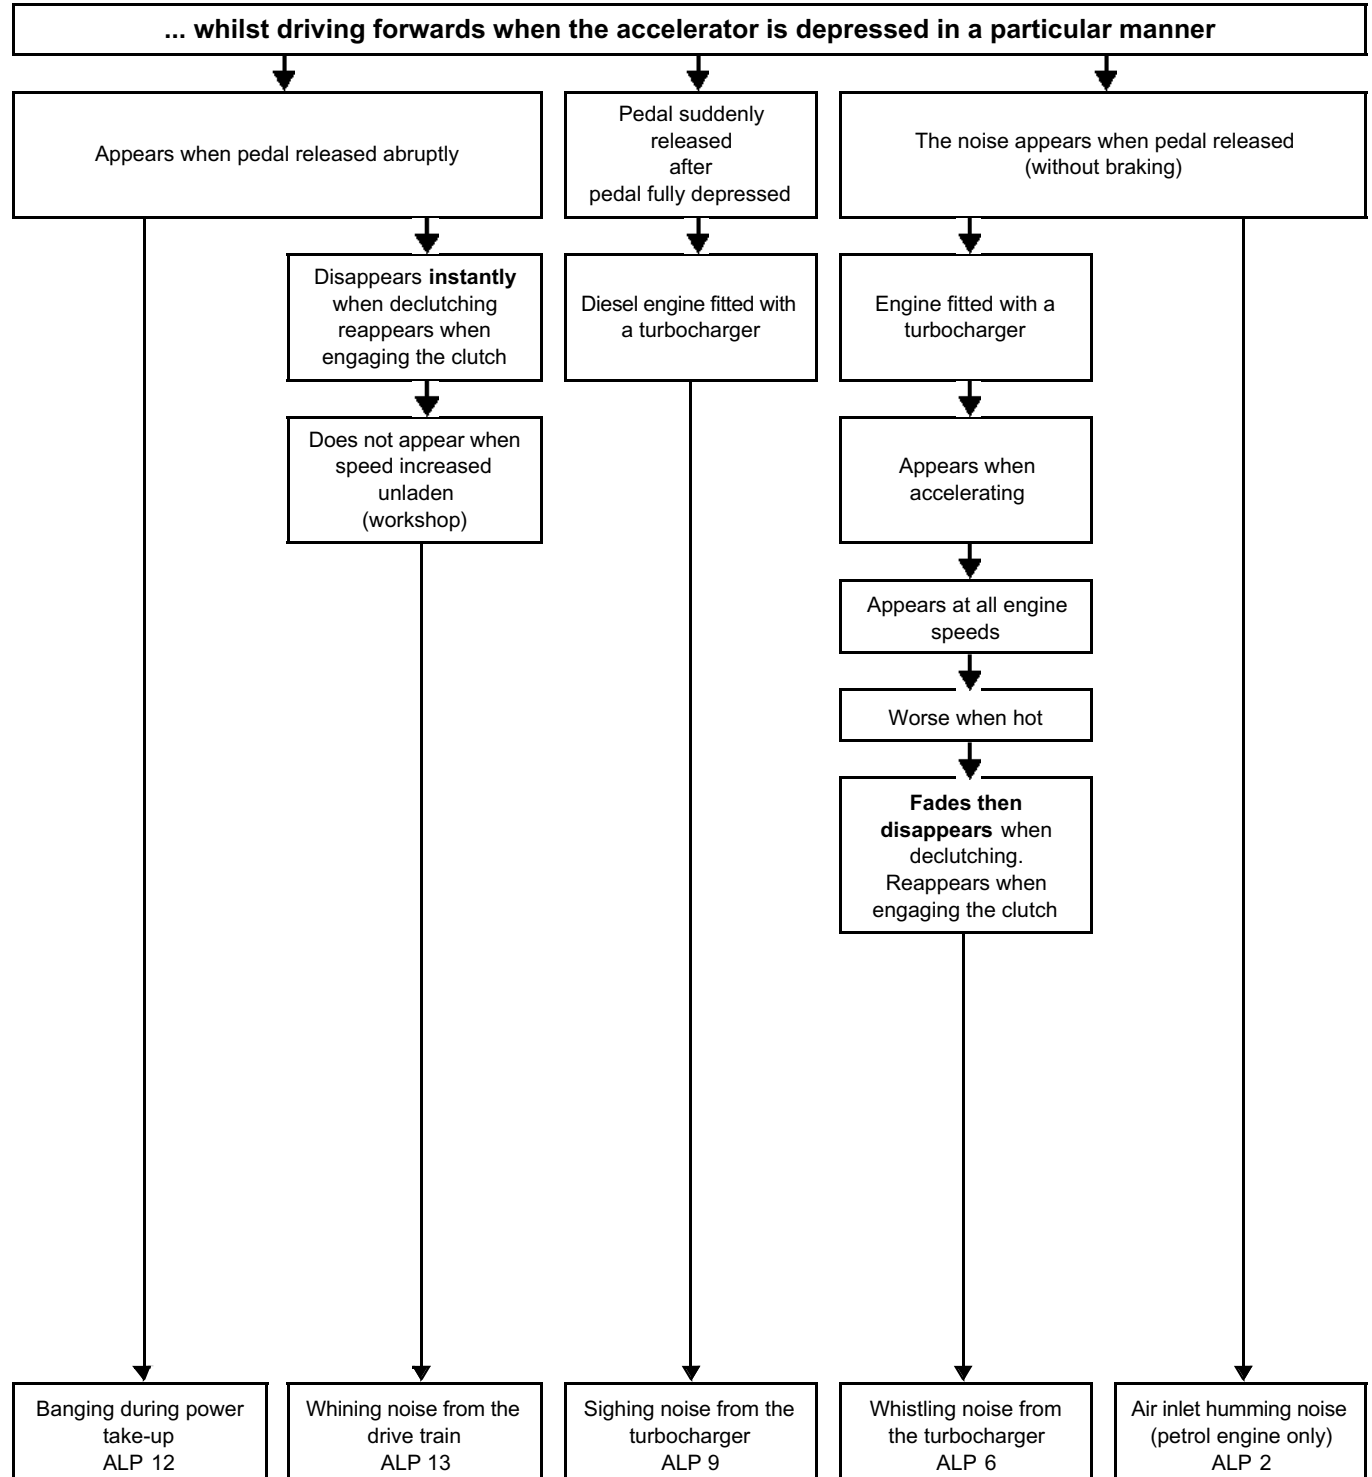 ... whilst driving forwards when the accelerator is depressed in a particular manner
Appears when pedal released abruptly
Pedal suddenly
released
after
pedal fully depressed
The noise appears when pedal released
(without braking)
Disappears instantly
when declutching
reappears when
engaging the clutch
Diesel engine fitted with
a turbocharger
Engine fitted with a
turbocharger
Does not appear when
speed increased
unladen
(workshop)
Appears when
accelerating
Appears at all engine
speeds
Worse when hot
Fades then
disappears when
declutching.
Reappears when
engaging the clutch
Banging during power
take-up
ALP 12
Whining noise from the
drive train
ALP 13
Sighing noise from the
turbocharger
ALP 9
Whistling noise from
the turbocharger
ALP 6
Air inlet humming noise
(petrol engine only)
ALP 2